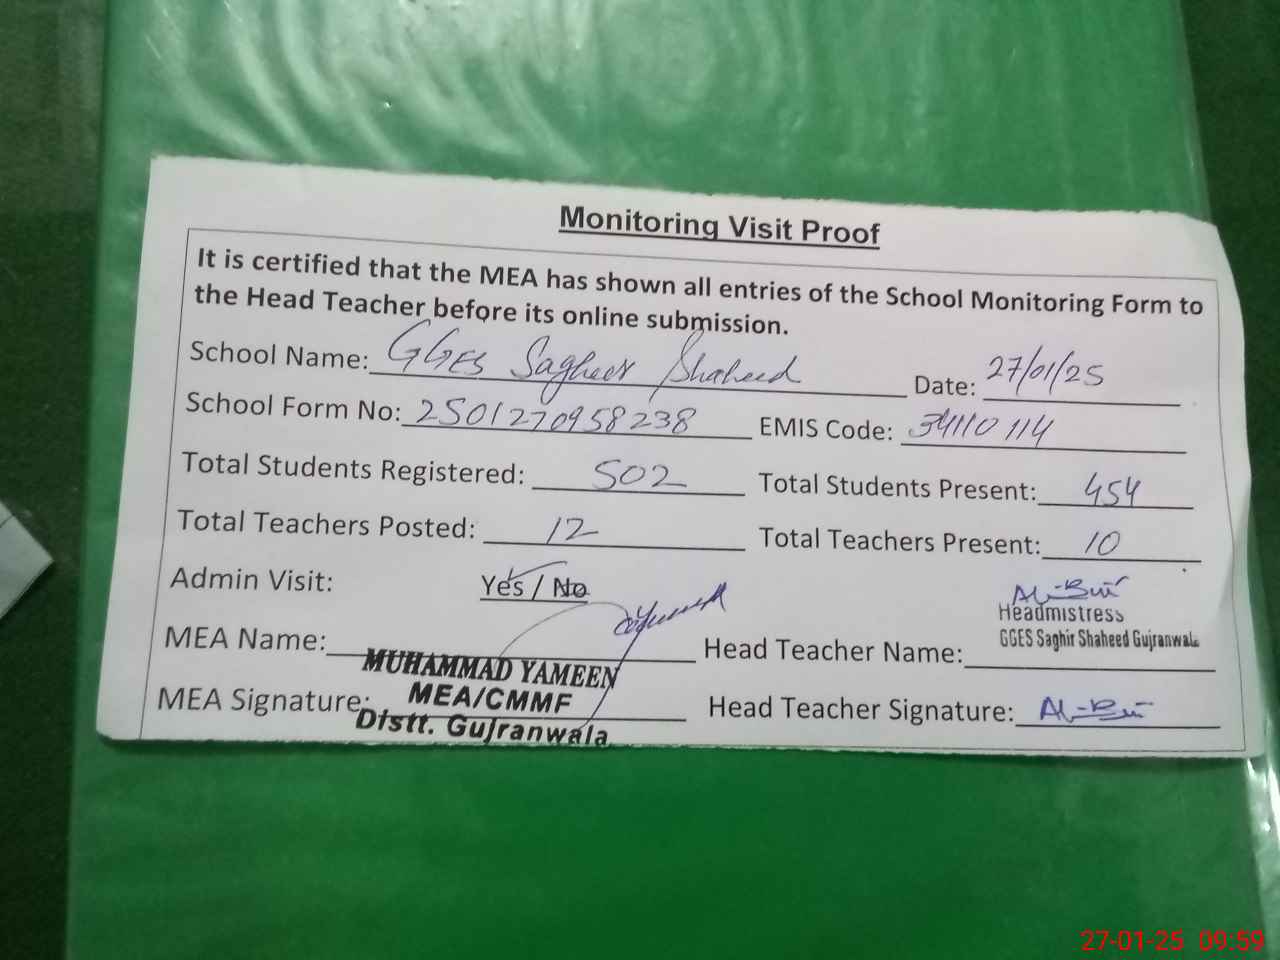 Monitoring Visit Proof
It is certified that the MEA has shown all entries of the School Monitoring Form to
the Head Teacher before its online submission.
School Name: GGES Sagheer Shaheed Date: 27/01/25
School Form No: 2501270958238 EMIS Code: 34110114
Total Students Registered: 502 Total Students Present: 454
Total Teachers Posted: 12 Total Teachers Present: 10
Admin Visit: Yes / No
Headmistress
GGES Saghir Shaheed Gujranwala
MEA Name: Head Teacher Name:
MUHAMMAD YAMEEN
MEA/CMMF
Distt. Gujranwala
MEA Signature: Head Teacher Signature:
27-01-25 09:59